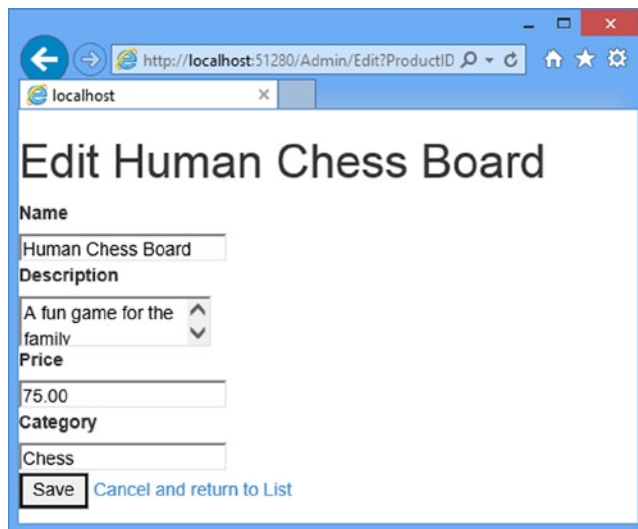 http://localhost:51280/Admin/Edit?ProductID
localhost
Edit Human Chess Board
Name
Human Chess Board
Description
A fun game for the
family
Price
75.00
Category
Chess
Save Cancel and return to List